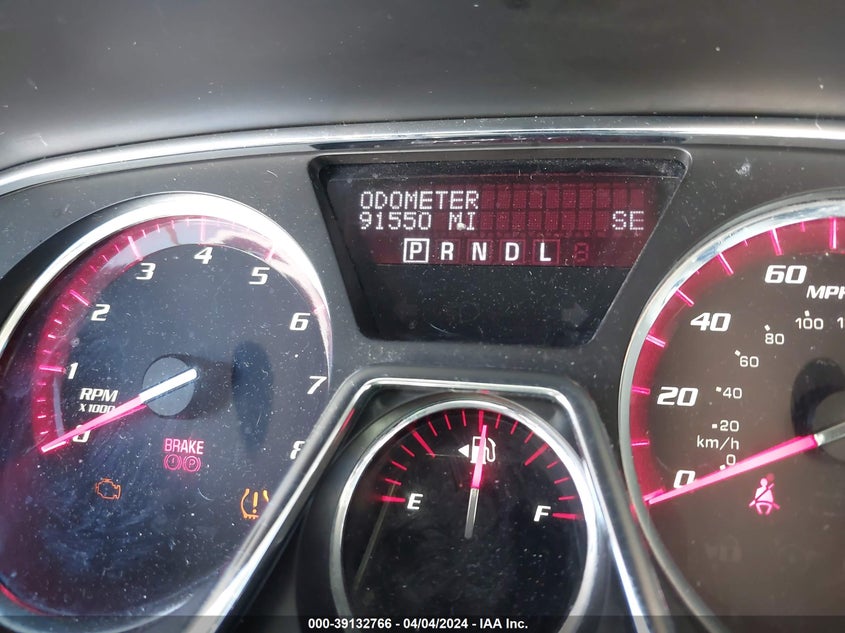 ODOMETER
91550 MI SE
P R N D L
0 1 2 3 4 5 6 7 8
RPM
X1000
BRAKE
E F
0 20 40 60
MPH
0 20 40 60 80 100
km/h
000-39132766 - 04/04/2024 - IAA Inc.